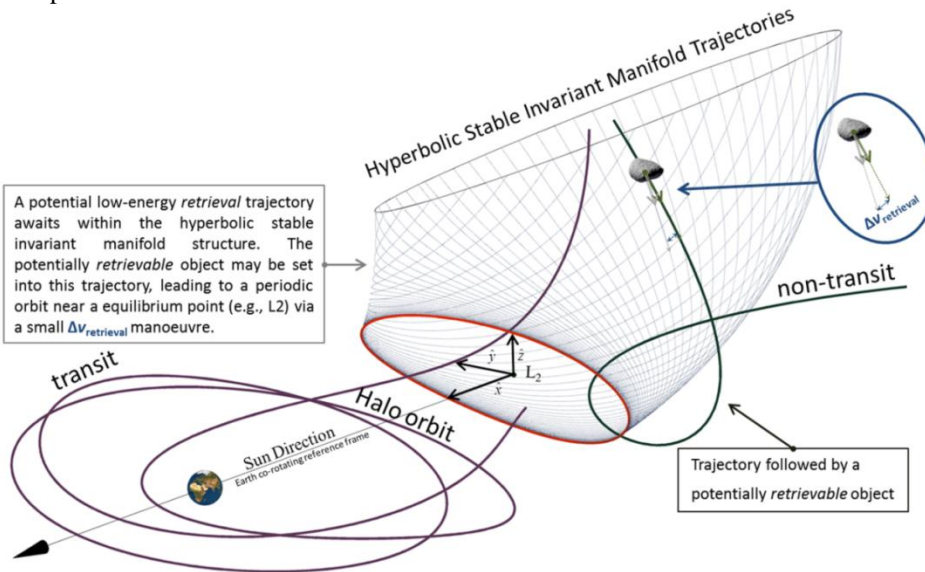 Hyperbolic Stable Invariant Manifold Trajectories
A potential low-energy retrieval trajectory
awaits within the hyperbolic stable
invariant manifold structure. The
potentially retrievable object may be set
into this trajectory, leading to a periodic
orbit near a equilibrium point (e.g., L2) via
a small Δvretrieval manoeuvre.
Δvretrieval
non-transit
transit
ŷ
ẑ
L2
x̂
Halo orbit
Sun Direction
Earth co-rotating reference frame
Trajectory followed by a
potentially retrievable object